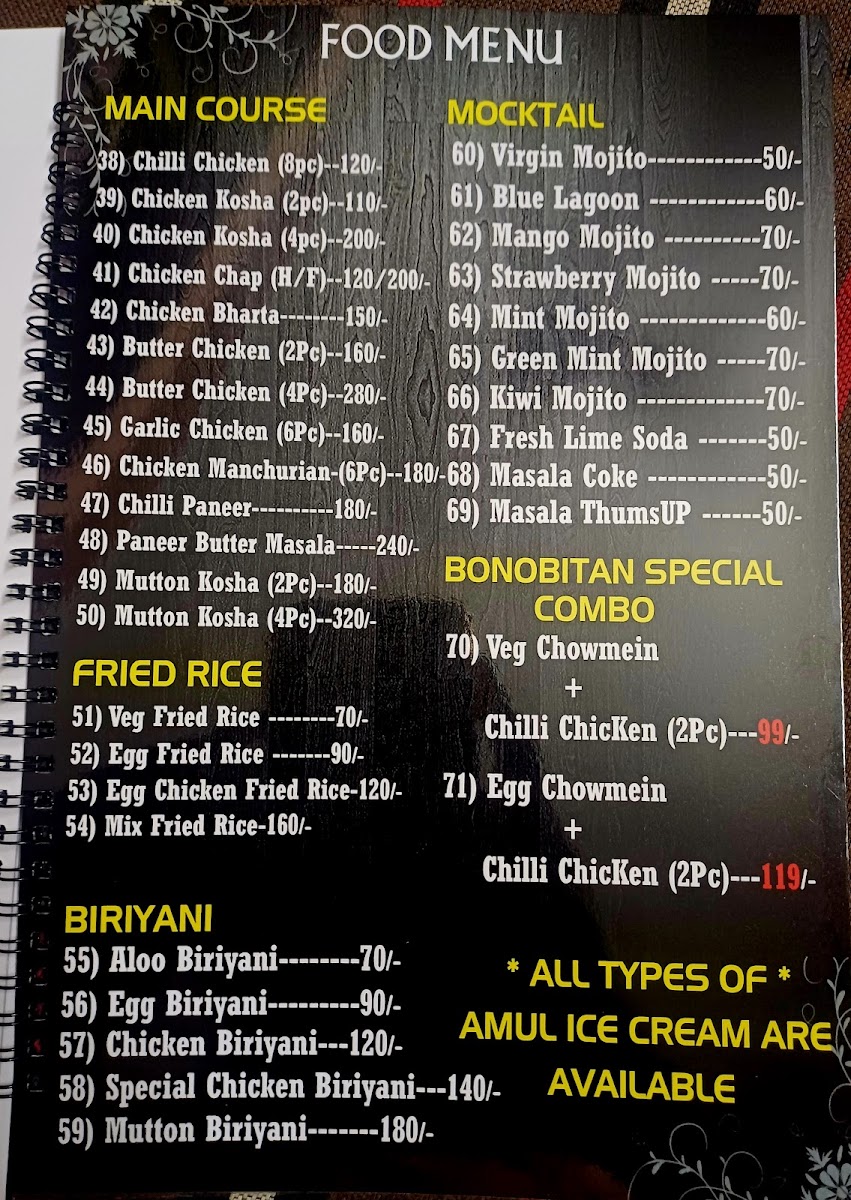 FOOD MENU
MAIN COURSE
38) Chilli Chicken (8pc)--120/-
39) Chicken Kosha (2pc)--110/-
40) Chicken Kosha (4pc)--200/-
41) Chicken Chap (H/F)--120/200/-
42) Chicken Bharta--------150/-
43) Butter Chicken (2Pc)--160/-
44) Butter Chicken (4Pc)--280/-
45) Garlic Chicken (6Pc)--160/-
46) Chicken Manchurian-(6Pc)--180/-
47) Chilli Paneer----------180/-
48) Paneer Butter Masala-----240/-
49) Mutton Kosha (2Pc)--180/-
50) Mutton Kosha (4Pc)--320/-
FRIED RICE
51) Veg Fried Rice --------70/-
52) Egg Fried Rice -------90/-
53) Egg Chicken Fried Rice-120/-
54) Mix Fried Rice-160/-
BIRIYANI
55) Aloo Biriyani--------70/-
56) Egg Biriyani---------90/-
57) Chicken Biriyani---120/-
58) Special Chicken Biriyani---140/-
59) Mutton Biriyani-------180/-
MOCKTAIL
60) Virgin Mojito------------50/-
61) Blue Lagoon ------------60/-
62) Mango Mojito ----------70/-
63) Strawberry Mojito -----70/-
64) Mint Mojito -------------60/-
65) Green Mint Mojito -----70/-
66) Kiwi Mojito -------------70/-
67) Fresh Lime Soda -------50/-
68) Masala Coke ------------50/-
69) Masala ThumsUP ------50/-
BONOBITAN SPECIAL
COMBO
70) Veg Chowmein
+
Chilli ChicKen (2Pc)---99/-
71) Egg Chowmein
+
Chilli ChicKen (2Pc)---119/-
* ALL TYPES OF *
AMUL ICE CREAM ARE
AVAILABLE